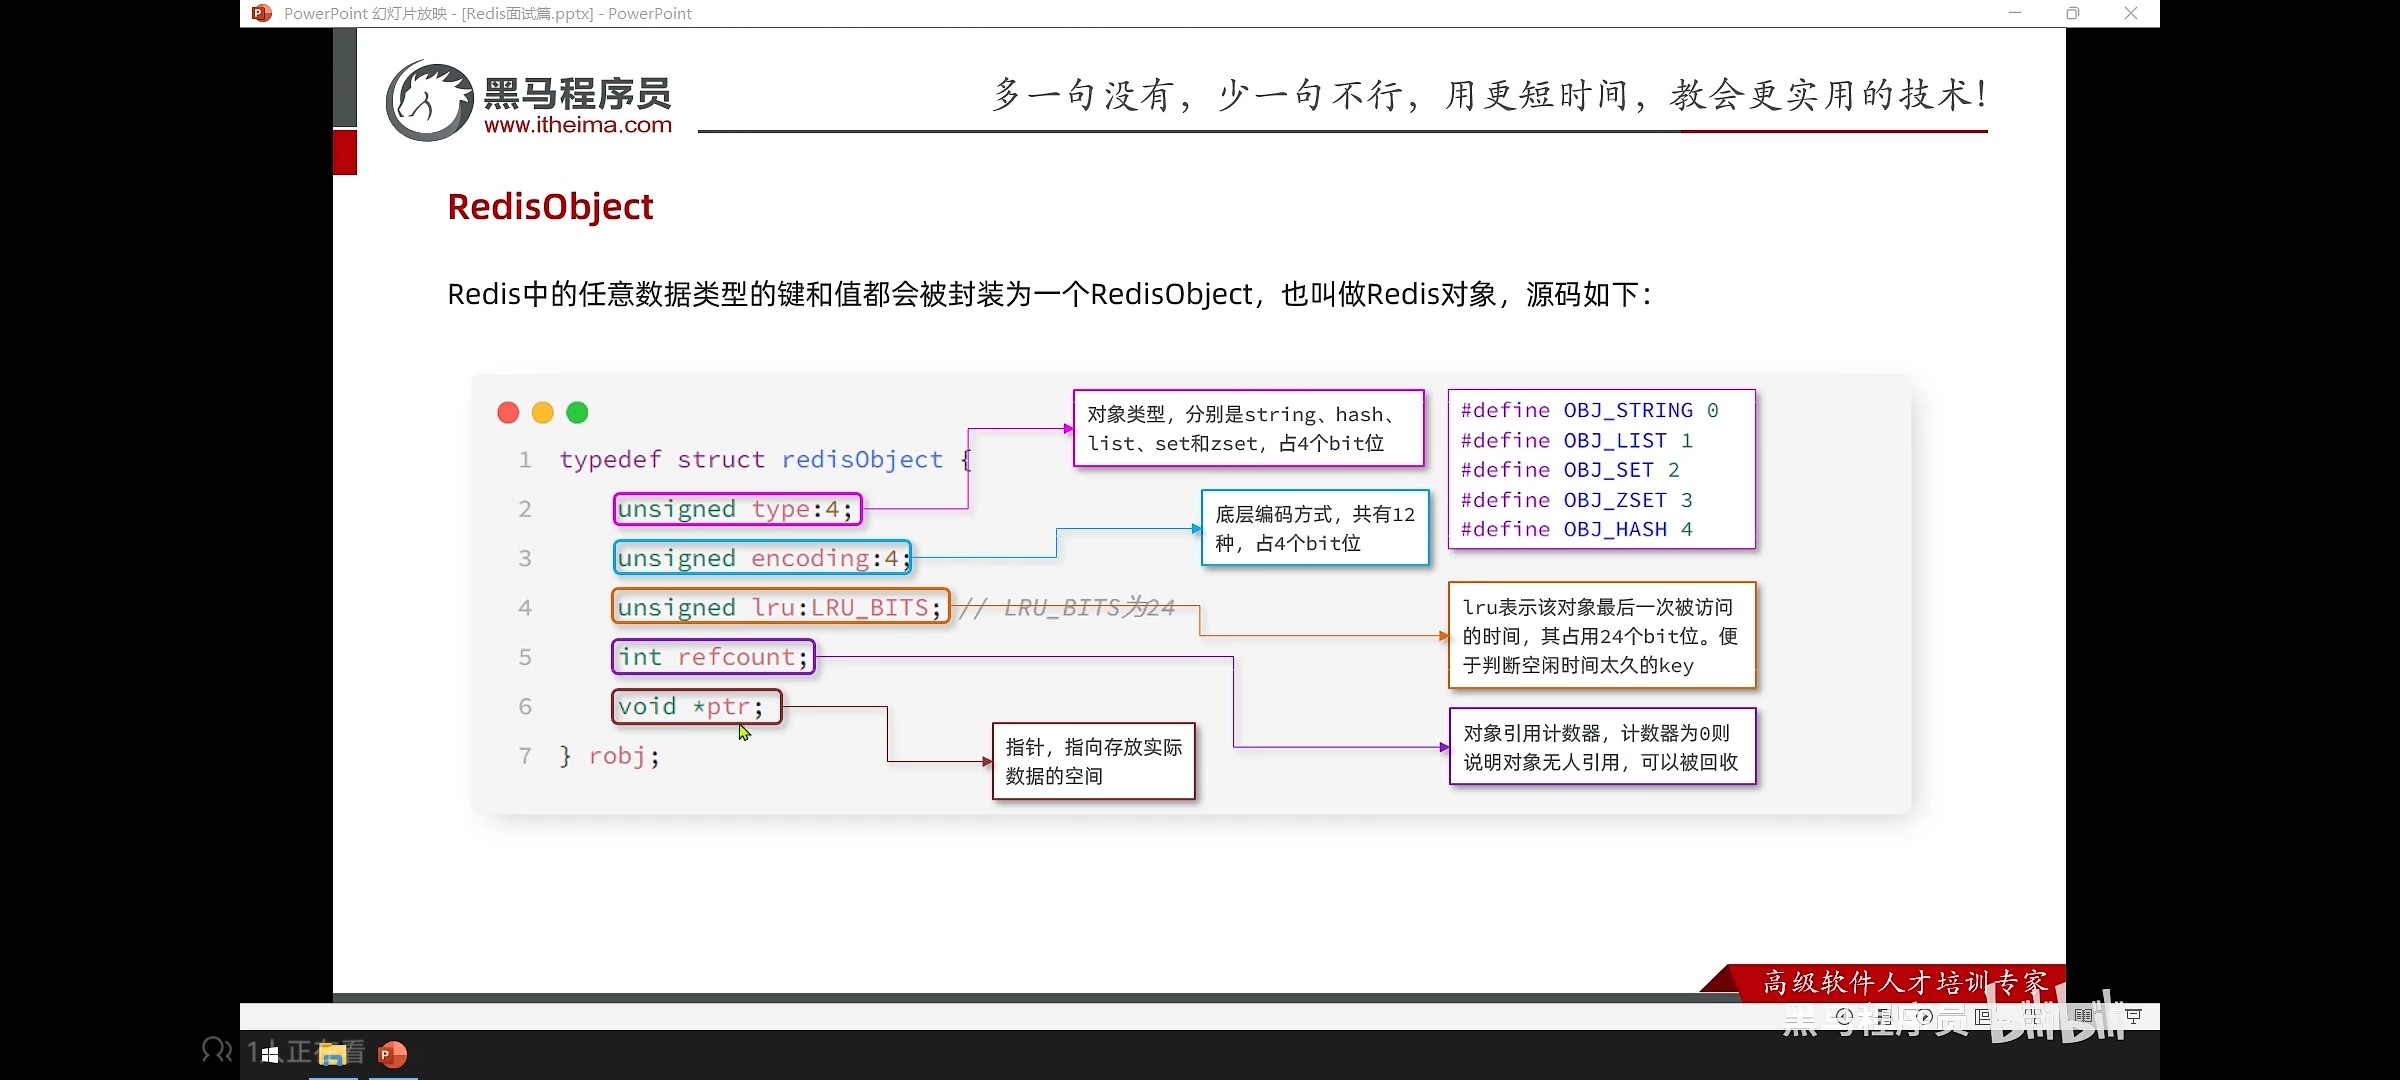 PowerPoint 幻灯片放映 - [Redis面试篇.pptx] - PowerPoint
黑马程序员
www.itheima.com
多一句没有，少一句不行，用更短时间，教会更实用的技术！
RedisObject
Redis中的任意数据类型的键和值都会被封装为一个RedisObject，也叫做Redis对象，源码如下：
1 typedef struct redisObject {
2 unsigned type:4;
3 unsigned encoding:4;
4 unsigned lru:LRU_BITS; // LRU_BITS为24
5 int refcount;
6 void *ptr;
7 } robj;
对象类型，分别是string、hash、
list、set和zset，占4个bit位
#define OBJ_STRING 0
#define OBJ_LIST 1
#define OBJ_SET 2
#define OBJ_ZSET 3
#define OBJ_HASH 4
底层编码方式，共有12
种，占4个bit位
lru表示该对象最后一次被访问
的时间，其占用24个bit位。便
于判断空闲时间太久的key
对象引用计数器，计数器为0则
说明对象无人引用，可以被回收
指针，指向存放实际
数据的空间
高级软件人才培训专家
黑马程序员 bilibili
1人正在看